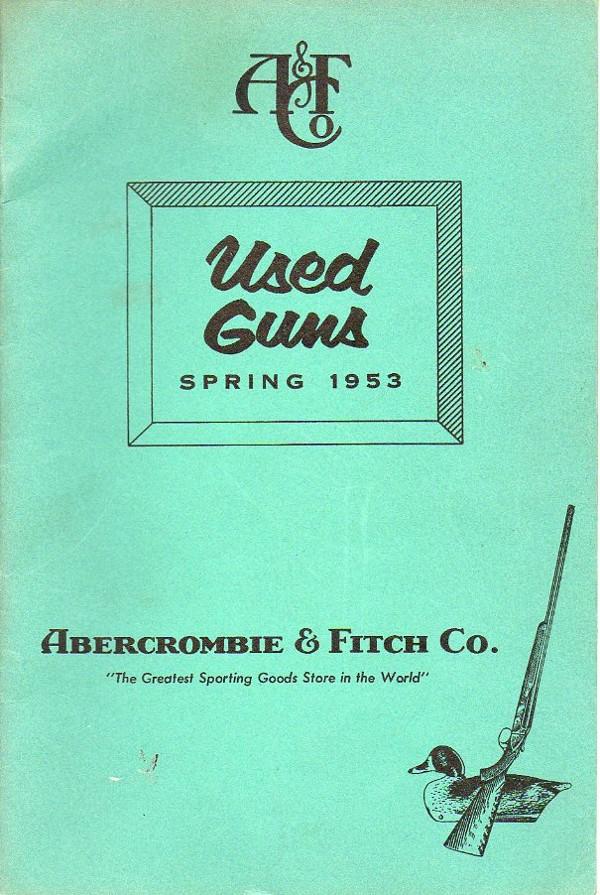 A&F Co
Used
Guns
SPRING 1953
ABERCROMBIE & FITCH CO.
"The Greatest Sporting Goods Store in the World"